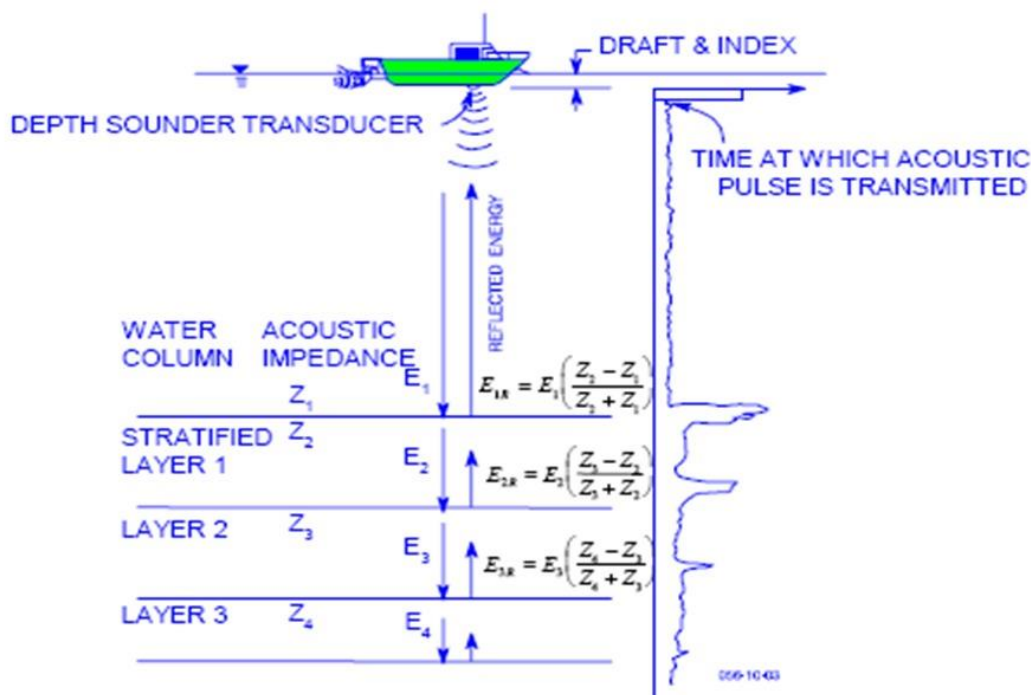 DRAFT & INDEX
DEPTH SOUNDER TRANSDUCER
TIME AT WHICH ACOUSTIC
PULSE IS TRANSMITTED
REFLECTED ENERGY
WATER COLUMN
ACOUSTIC IMPEDANCE
E₁
E₁R = E₁((Z₂ − Z₁)/(Z₂ + Z₁))
Z₁
Z₂
STRATIFIED
LAYER 1
E₂
E₂R = E₂((Z₃ − Z₂)/(Z₃ + Z₂))
LAYER 2
Z₃
E₃
E₃R = E₃((Z₄ − Z₃)/(Z₄ + Z₃))
LAYER 3
Z₄
E₄